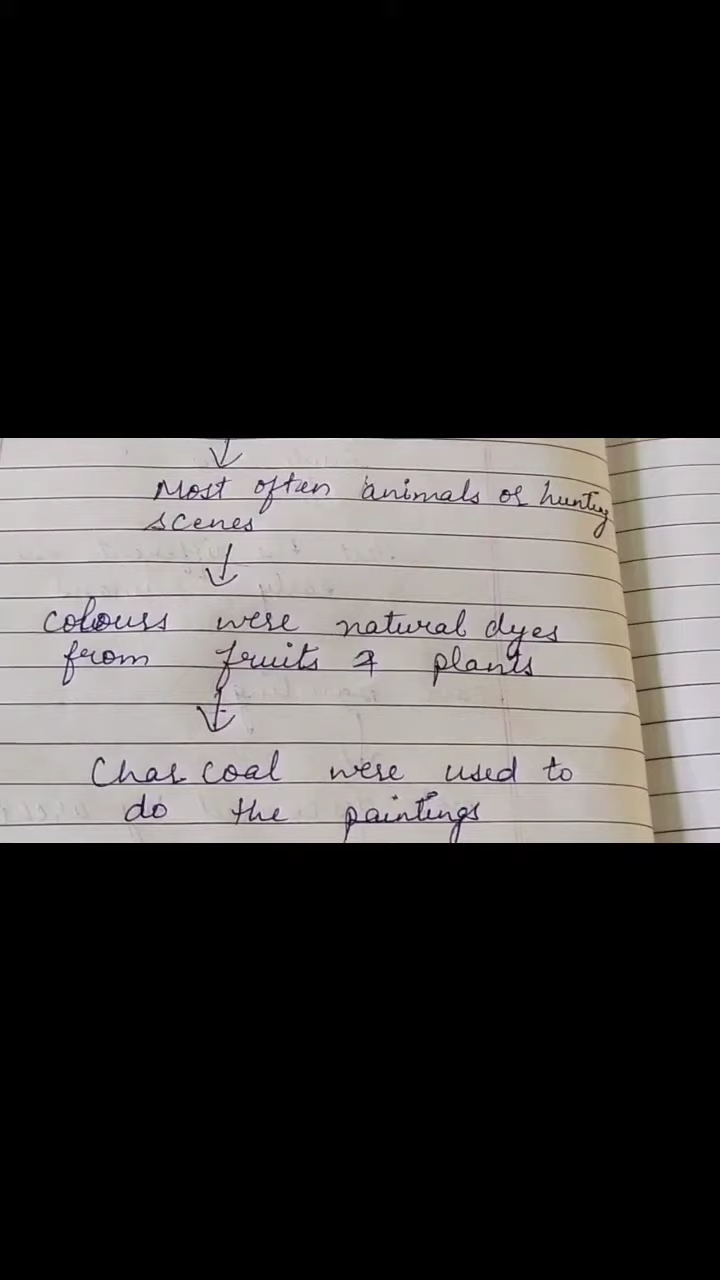 Most often animals or hunting
scenes
colours were natural dyes
from fruits & plants
Charcoal were used to
do the paintings